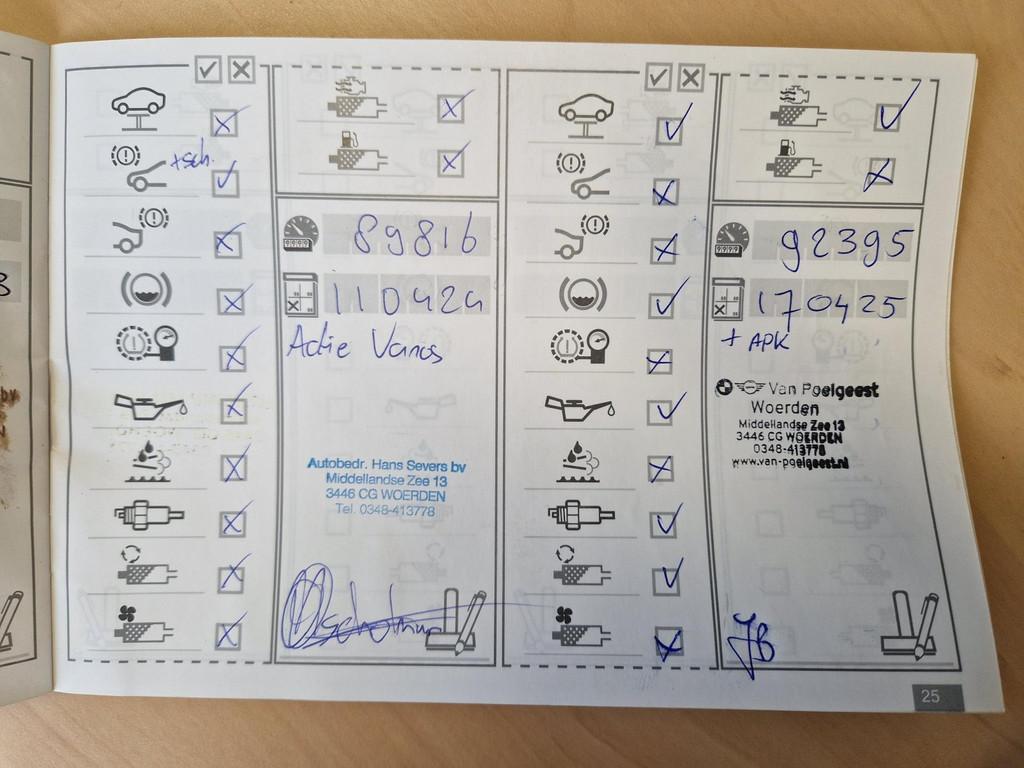 + sch.
89816
110424
Actie Vanos
Autobedr. Hans Severs bv
Middellandse Zee 13
3446 CG WOERDEN
Tel. 0348-413778
92395
170425
+ APK
Van Poelgeest
Woerden
Middellandse Zee 13
3446 CG WOERDEN
0348-413778
www.van-poelgeest.nl
JB
25